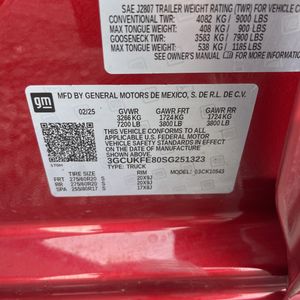 SAE J2807 TRAILER WEIGHT RATING (TWR) FOR VEHICLE C
CONVENTIONAL TWR: 4082 KG / 9000 LBS
MAX TONGUE WEIGHT: 408 KG / 900 LBS
GOOSENECK TWR: 3583 KG / 7900 LBS
MAX TONGUE WEIGHT: 538 KG / 1185 LBS
SEE OWNER'S MANUAL
gm
MFD BY GENERAL MOTORS DE MEXICO, S. DE R.L. DE C.V.
02/25 GVWR GAWR FRT GAWR RR
3266 KG 1724 KG 1724 KG
7200 LB 3800 LB 3800 LB
THIS VEHICLE CONFORMS TO ALL
APPLICABLE U.S. FEDERAL MOTOR
VEHICLE SAFETY STANDARDS IN
EFFECT ON THE DATE OF
MANUFACTURE SHOWN ABOVE.
3GCUKFE80SG251323
TYPE: TRUCK
TIRE SIZE RIM
FRT 275/60R20 20X9J
RR 275/60R20 20X9J
SPA 255/80R17 17X8J